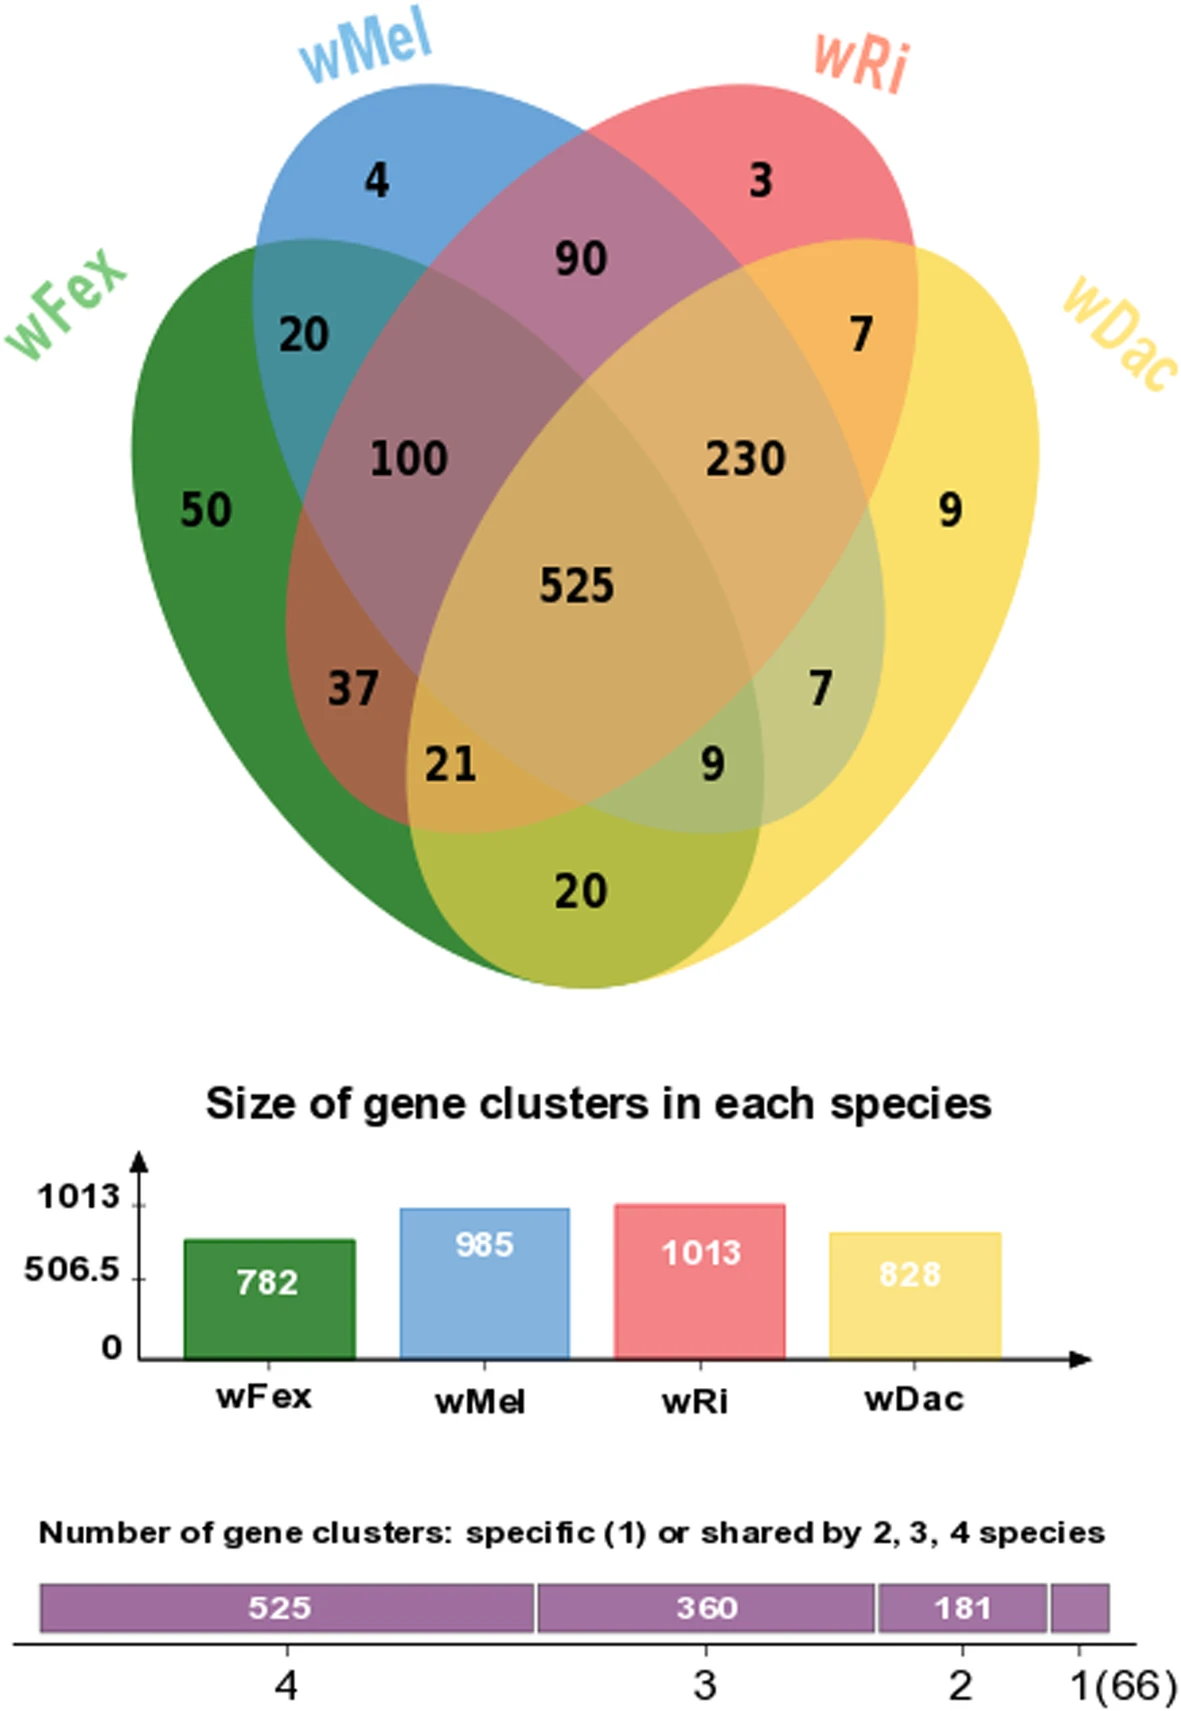 wMel
wRi
wFex
wDac
4
3
90
20
7
100
230
50
9
525
37
7
21
9
20
Size of gene clusters in each species
1013
506.5
0
782
985
1013
828
wFex
wMel
wRi
wDac
Number of gene clusters: specific (1) or shared by 2, 3, 4 species
525
360
181
4
3
2
1(66)